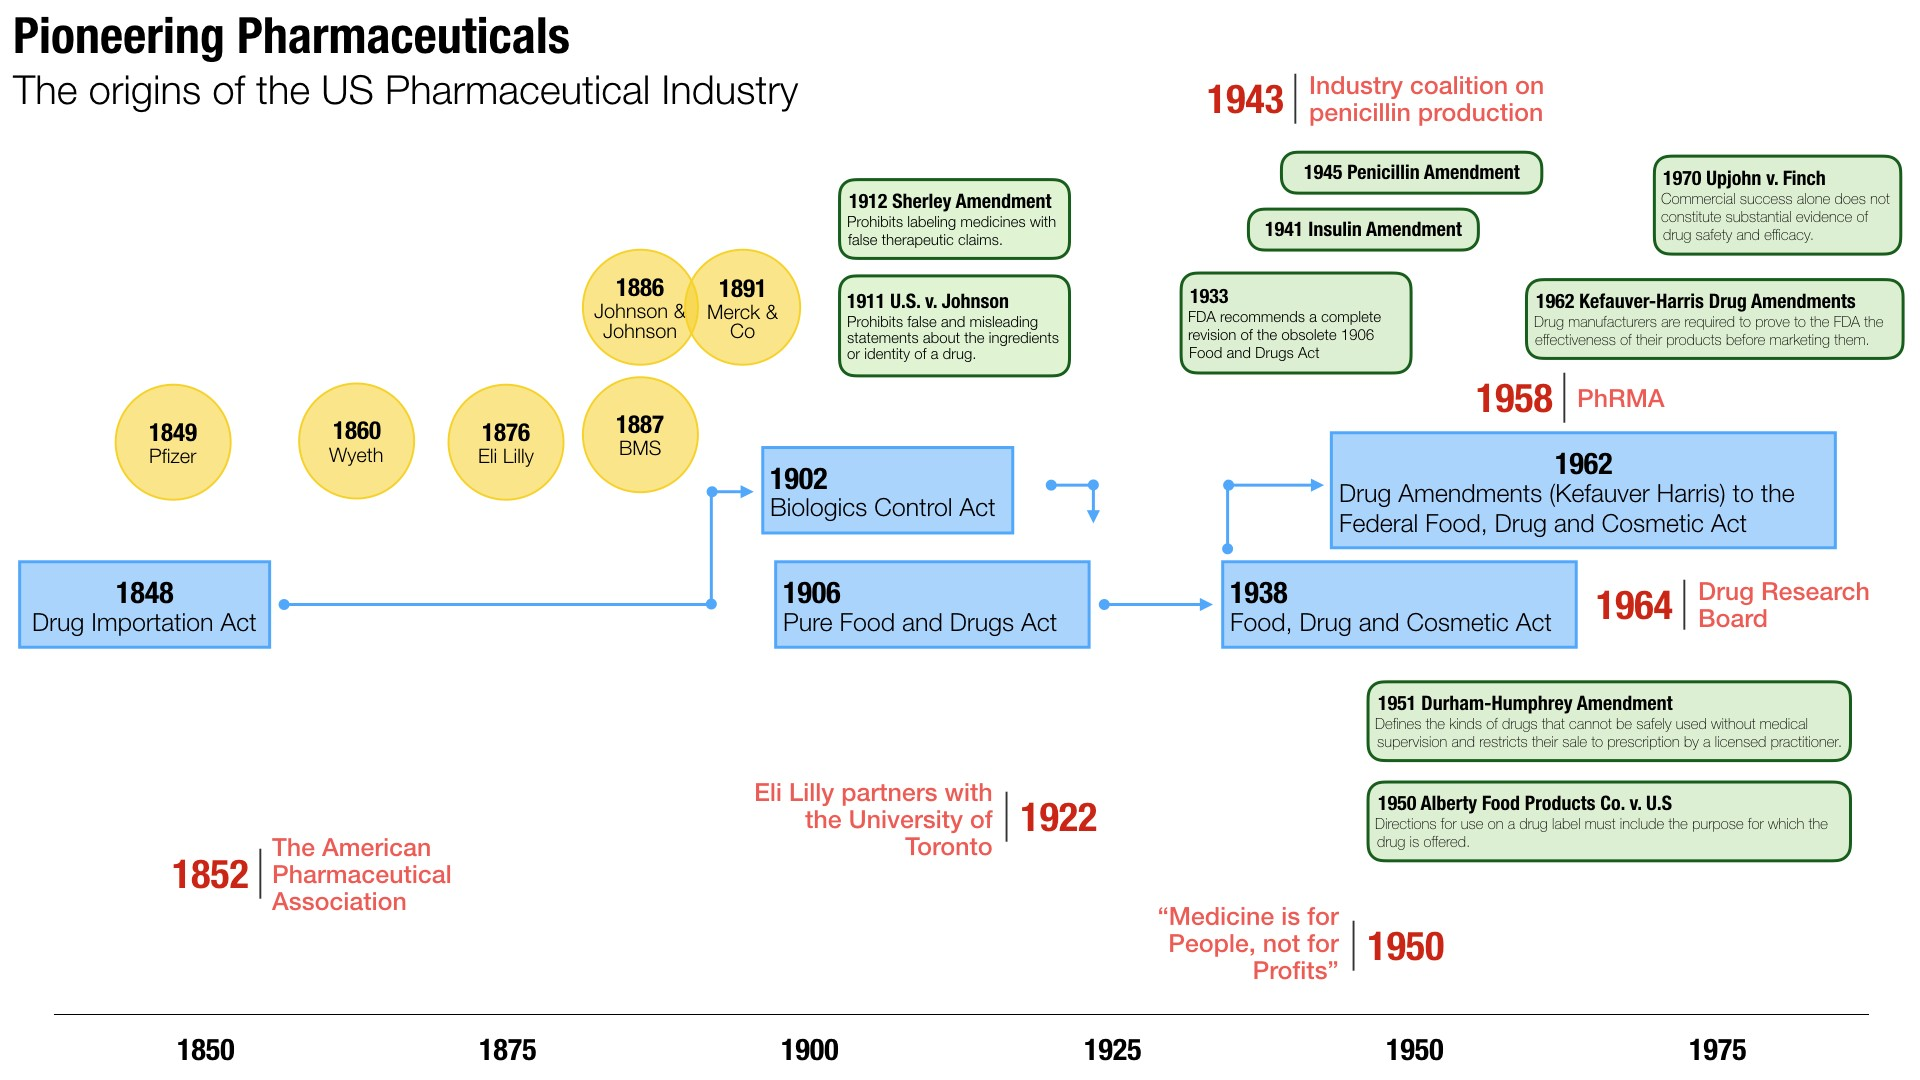 Pioneering Pharmaceuticals
The origins of the US Pharmaceutical Industry
1943
Industry coalition on
penicillin production
1945 Penicillin Amendment
1941 Insulin Amendment
1970 Upjohn v. Finch
Commercial success alone does not
constitute substantial evidence of
drug safety and efficacy.
1912 Sherley Amendment
Prohibits labeling medicines with
false therapeutic claims.
1911 U.S. v. Johnson
Prohibits false and misleading
statements about the ingredients
or identity of a drug.
1933
FDA recommends a complete
revision of the obsolete 1906
Food and Drugs Act
1962 Kefauver-Harris Drug Amendments
Drug manufacturers are required to prove to the FDA the
effectiveness of their products before marketing them.
1886
Johnson &
Johnson
1891
Merck &
Co
1958
PhRMA
1849
Pfizer
1860
Wyeth
1876
Eli Lilly
1887
BMS
1902
Biologics Control Act
1962
Drug Amendments (Kefauver Harris) to the
Federal Food, Drug and Cosmetic Act
1848
Drug Importation Act
1906
Pure Food and Drugs Act
1938
Food, Drug and Cosmetic Act
1964
Drug Research
Board
1951 Durham-Humphrey Amendment
Defines the kinds of drugs that cannot be safely used without medical
supervision and restricts their sale to prescription by a licensed practitioner.
1950 Alberty Food Products Co. v. U.S
Directions for use on a drug label must include the purpose for which the
drug is offered.
Eli Lilly partners with
the University of
Toronto
1922
1852
The American
Pharmaceutical
Association
“Medicine is for
People, not for
Profits”
1950
1850
1875
1900
1925
1950
1975